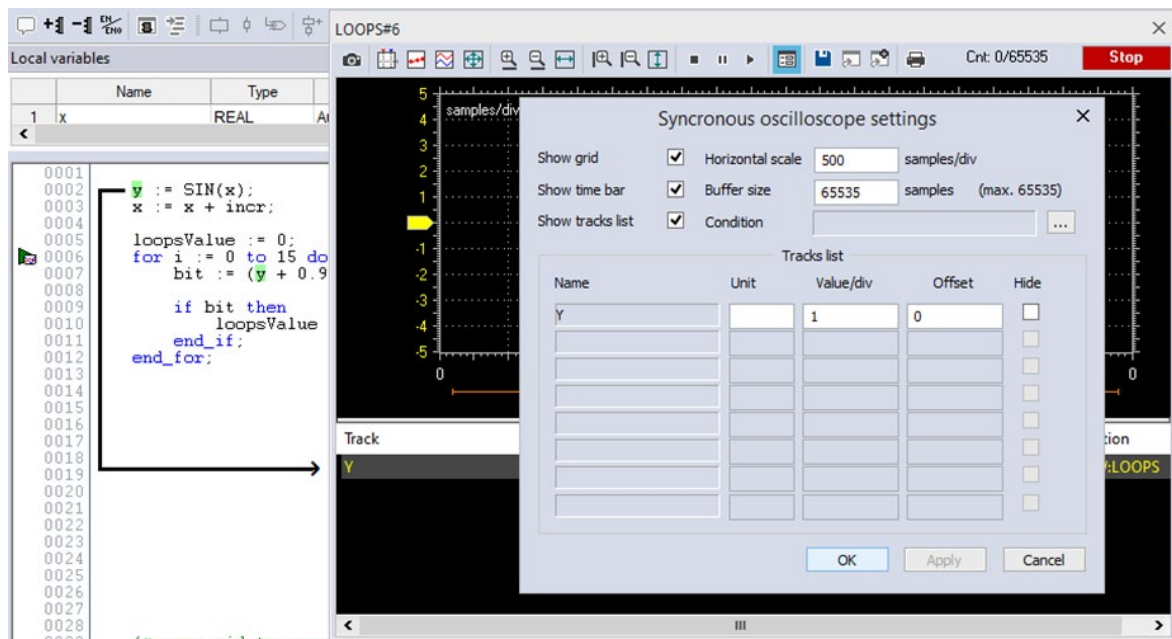 EN/
ENO
LOOPS#6
Local variables
Cnt: 0/65535
Stop
Name
Type
1
x
REAL
0001
0002 y := SIN(x);
0003 x := x + incr;
0004
0005 loopsValue := 0;
0006 for i := 0 to 15 do
0007 bit := (y + 0.9
0008
0009 if bit then
0010 loopsValue
0011 end_if;
0012 end_for;
0013
0014
0015
0016
0017
0018
0019
0020
0021
0022
0023
0024
0025
0026
0027
0028
5
4
3
2
1
-1
-2
-3
-4
-5
samples/div
0
0
Track
tion
Y
:LOOPS
Syncronous oscilloscope settings
Show grid
Horizontal scale
500
samples/div
Show time bar
Buffer size
65535
samples
(max. 65535)
Show tracks list
Condition
...
Tracks list
Name
Unit
Value/div
Offset
Hide
Y
1
0
OK
Apply
Cancel